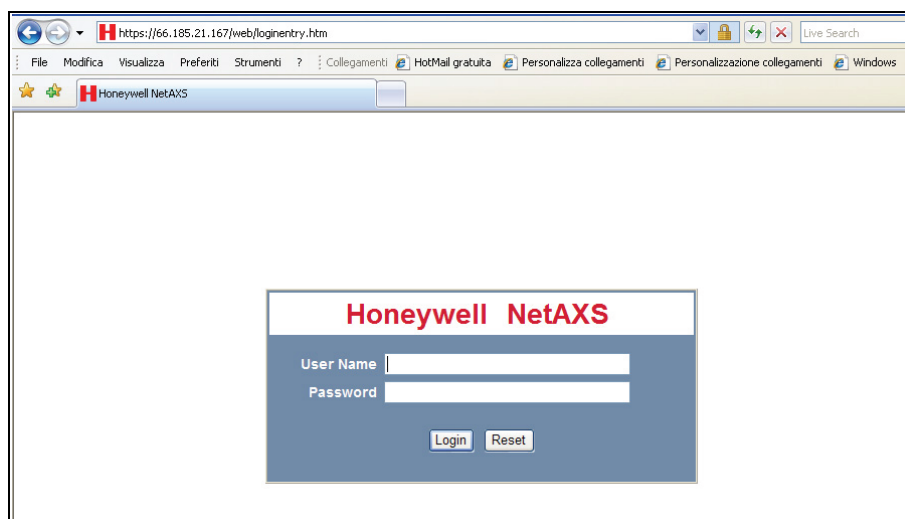 https://66.185.21.167/web/loginentry.htm Live Search
File Modifica Visualizza Preferiti Strumenti ? Collegamenti HotMail gratuita Personalizza collegamenti Personalizzazione collegamenti Windows
Honeywell NetAXS
Honeywell NetAXS
User Name
Password
Login Reset